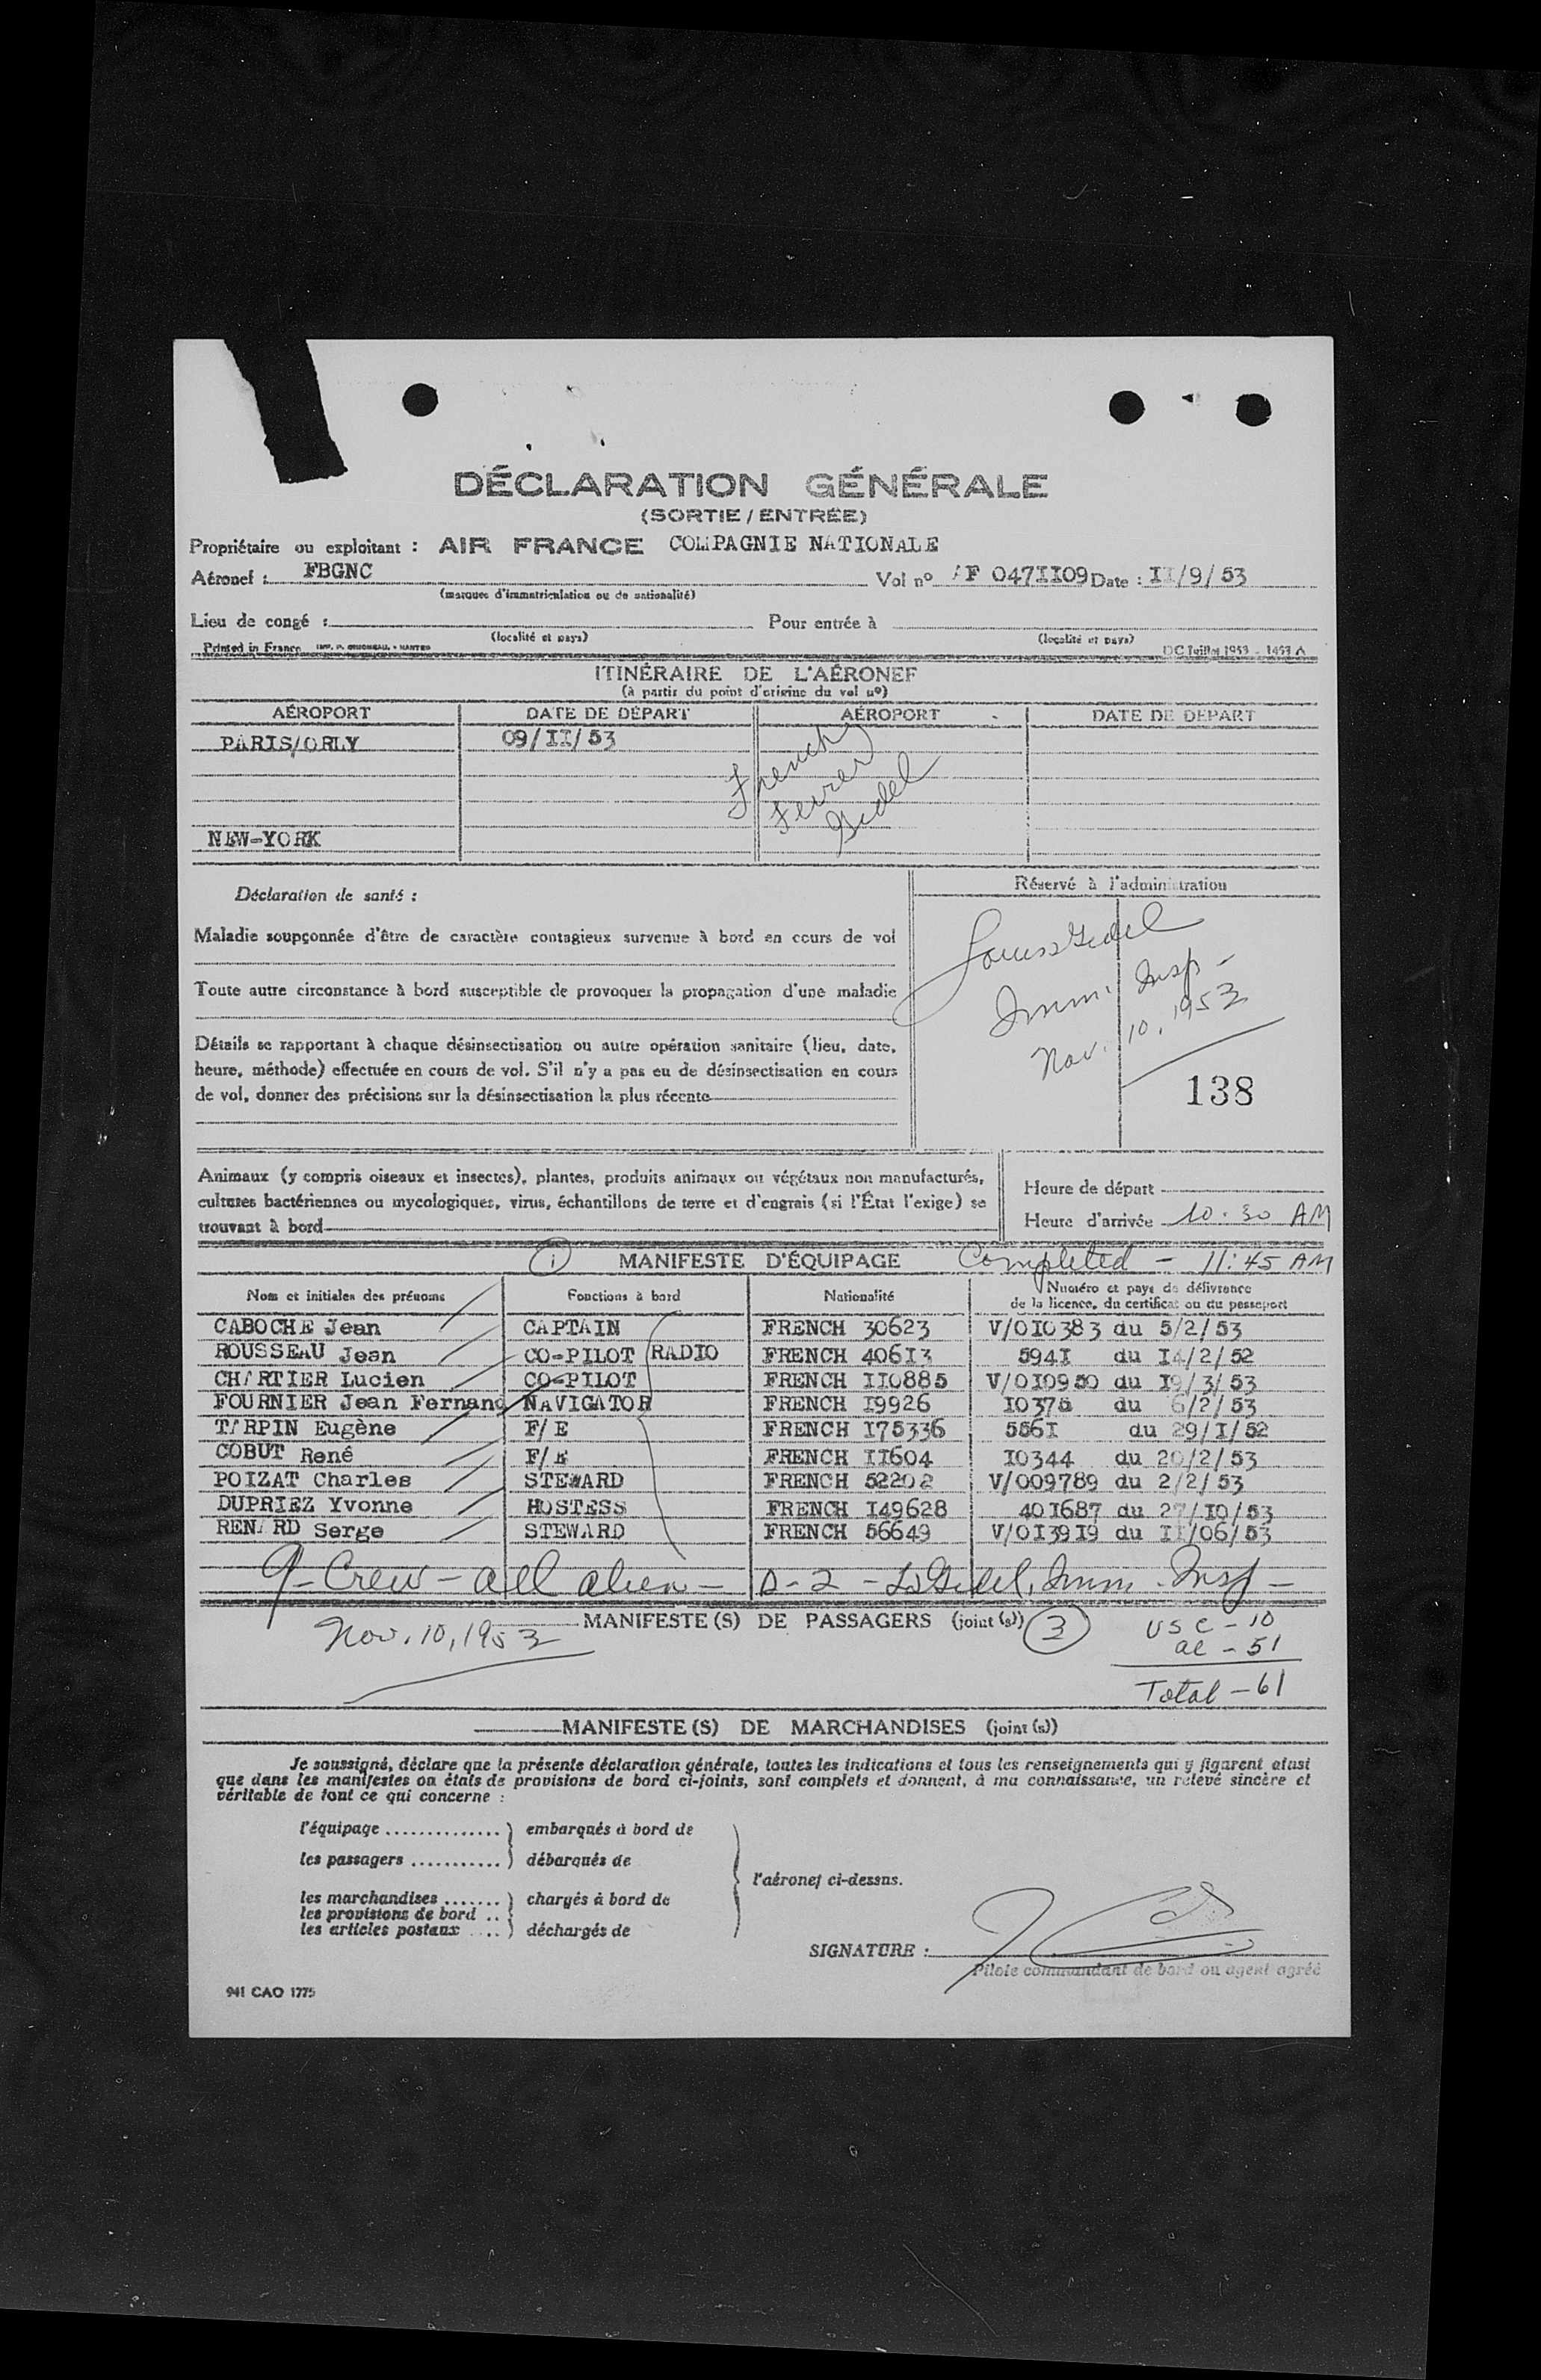 DÉCLARATION GÉNÉRALE
(SORTIE / ENTRÉE)
Propriétaire ou exploitant : AIR FRANCE COMPAGNIE NATIONALE
Aéronef : FBGNC Vol nº AF 047II09 Date : II/9/53
(marques d'immatriculation ou de nationalité)
Lieu de congé : Pour entrée à
(localité et pays) (localité et pays)
Printed in France DC Juillet 1953 - 1453 A
ITINÉRAIRE DE L'AÉRONEF
(à partir du point d'origine du vol nº)
AÉROPORT DATE DE DÉPART AÉROPORT DATE DE DÉPART
PARIS/ORLY 09/II/53
French
Gidel
NEW-YORK
Déclaration de santé :
Réservé à l'administration
Maladie soupçonnée d'être de caractère contagieux survenue à bord en cours de vol
Toute autre circonstance à bord susceptible de provoquer la propagation d'une maladie
Détails se rapportant à chaque désinsectisation ou autre opération sanitaire (lieu, date,
heure, méthode) effectuée en cours de vol. S'il n'y a pas eu de désinsectisation en cours
de vol, donner des précisions sur la désinsectisation la plus récente
Louis Gidel
Imm. Insp -
Nov. 10, 1953
138
Animaux (y compris oiseaux et insectes), plantes, produits animaux ou végétaux non manufacturés,
cultures bactériennes ou mycologiques, virus, échantillons de terre et d'engrais (si l'État l'exige) se
trouvant à bord
Heure de départ
Heure d'arrivée 10.30 AM
1 MANIFESTE D'ÉQUIPAGE Completed - 11:45 AM
Nom et initiales des prénoms Fonctions à bord Nationalité Numéro et pays de délivrance
de la licence, du certificat ou du passeport
CABOCHE Jean CAPTAIN FRENCH 30623 V/0I0383 du 5/2/53
ROUSSEAU Jean CO-PILOT RADIO FRENCH 406I3 594I du I4/2/52
CHARTIER Lucien CO-PILOT FRENCH II0885 V/0I0950 du I9/3/53
FOURNIER Jean Fernand NAVIGATOR FRENCH I9926 du 6/2/53
TARPIN Eugène F/E FRENCH I75336 556I du 29/I/52
COBUT René F/E FRENCH II604 I0344 du 20/2/53
POIZAT Charles STEWARD FRENCH 52202 V/009789 du 2/2/53
DUPRIEZ Yvonne HOSTESS FRENCH I49628 40I687 du 27/I0/53
RENARD Serge STEWARD FRENCH 56649 V/0I39I9 du II/06/53
9 - Crew - all alien - D-2 - Gidel, Imm. Insp -
MANIFESTE(S) DE PASSAGERS (joint(s)) 3
Nov. 10, 1953
USC - 10
al - 51
Total - 61
MANIFESTE(S) DE MARCHANDISES (joint(s))
Je soussigné, déclare que la présente déclaration générale, toutes les indications et tous les renseignements qui y figurent ainsi
que dans les manifestes ou états de provisions de bord ci-joints, sont complets et donnent, à ma connaissance, un relevé sincère et
véritable de tout ce qui concerne :
l'équipage .............. ) embarqués à bord de
les passagers ........... ) débarqués de
l'aéronef ci-dessus.
les marchandises ....... ) chargés à bord de
les provisions de bord ..
les articles postaux .... ) déchargés de
SIGNATURE :
Pilote commandant de bord ou agent agréé
941 CAO 1775